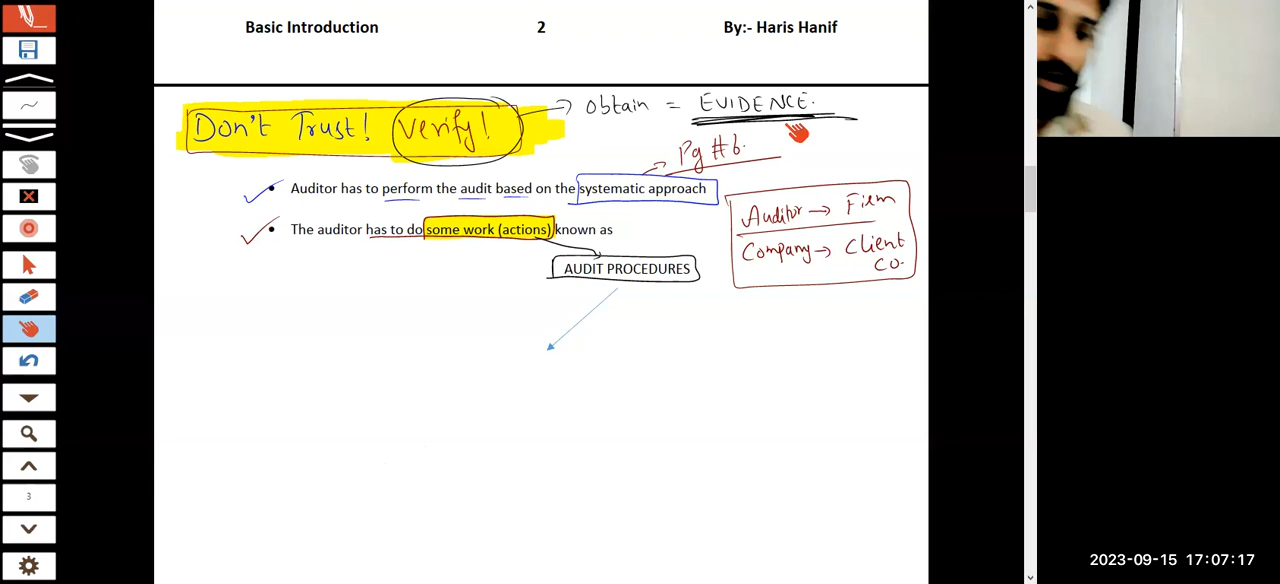 Basic Introduction 2 By:- Haris Hanif
Don't Trust! Verify! → obtain = EVIDENCE.
Pg #6.
• Auditor has to perform the audit based on the systematic approach
• The auditor has to do some work (actions) known as
AUDIT PROCEDURES
Auditor → Firm
Company → Client
Co.
3
2023-09-15 17:07:17